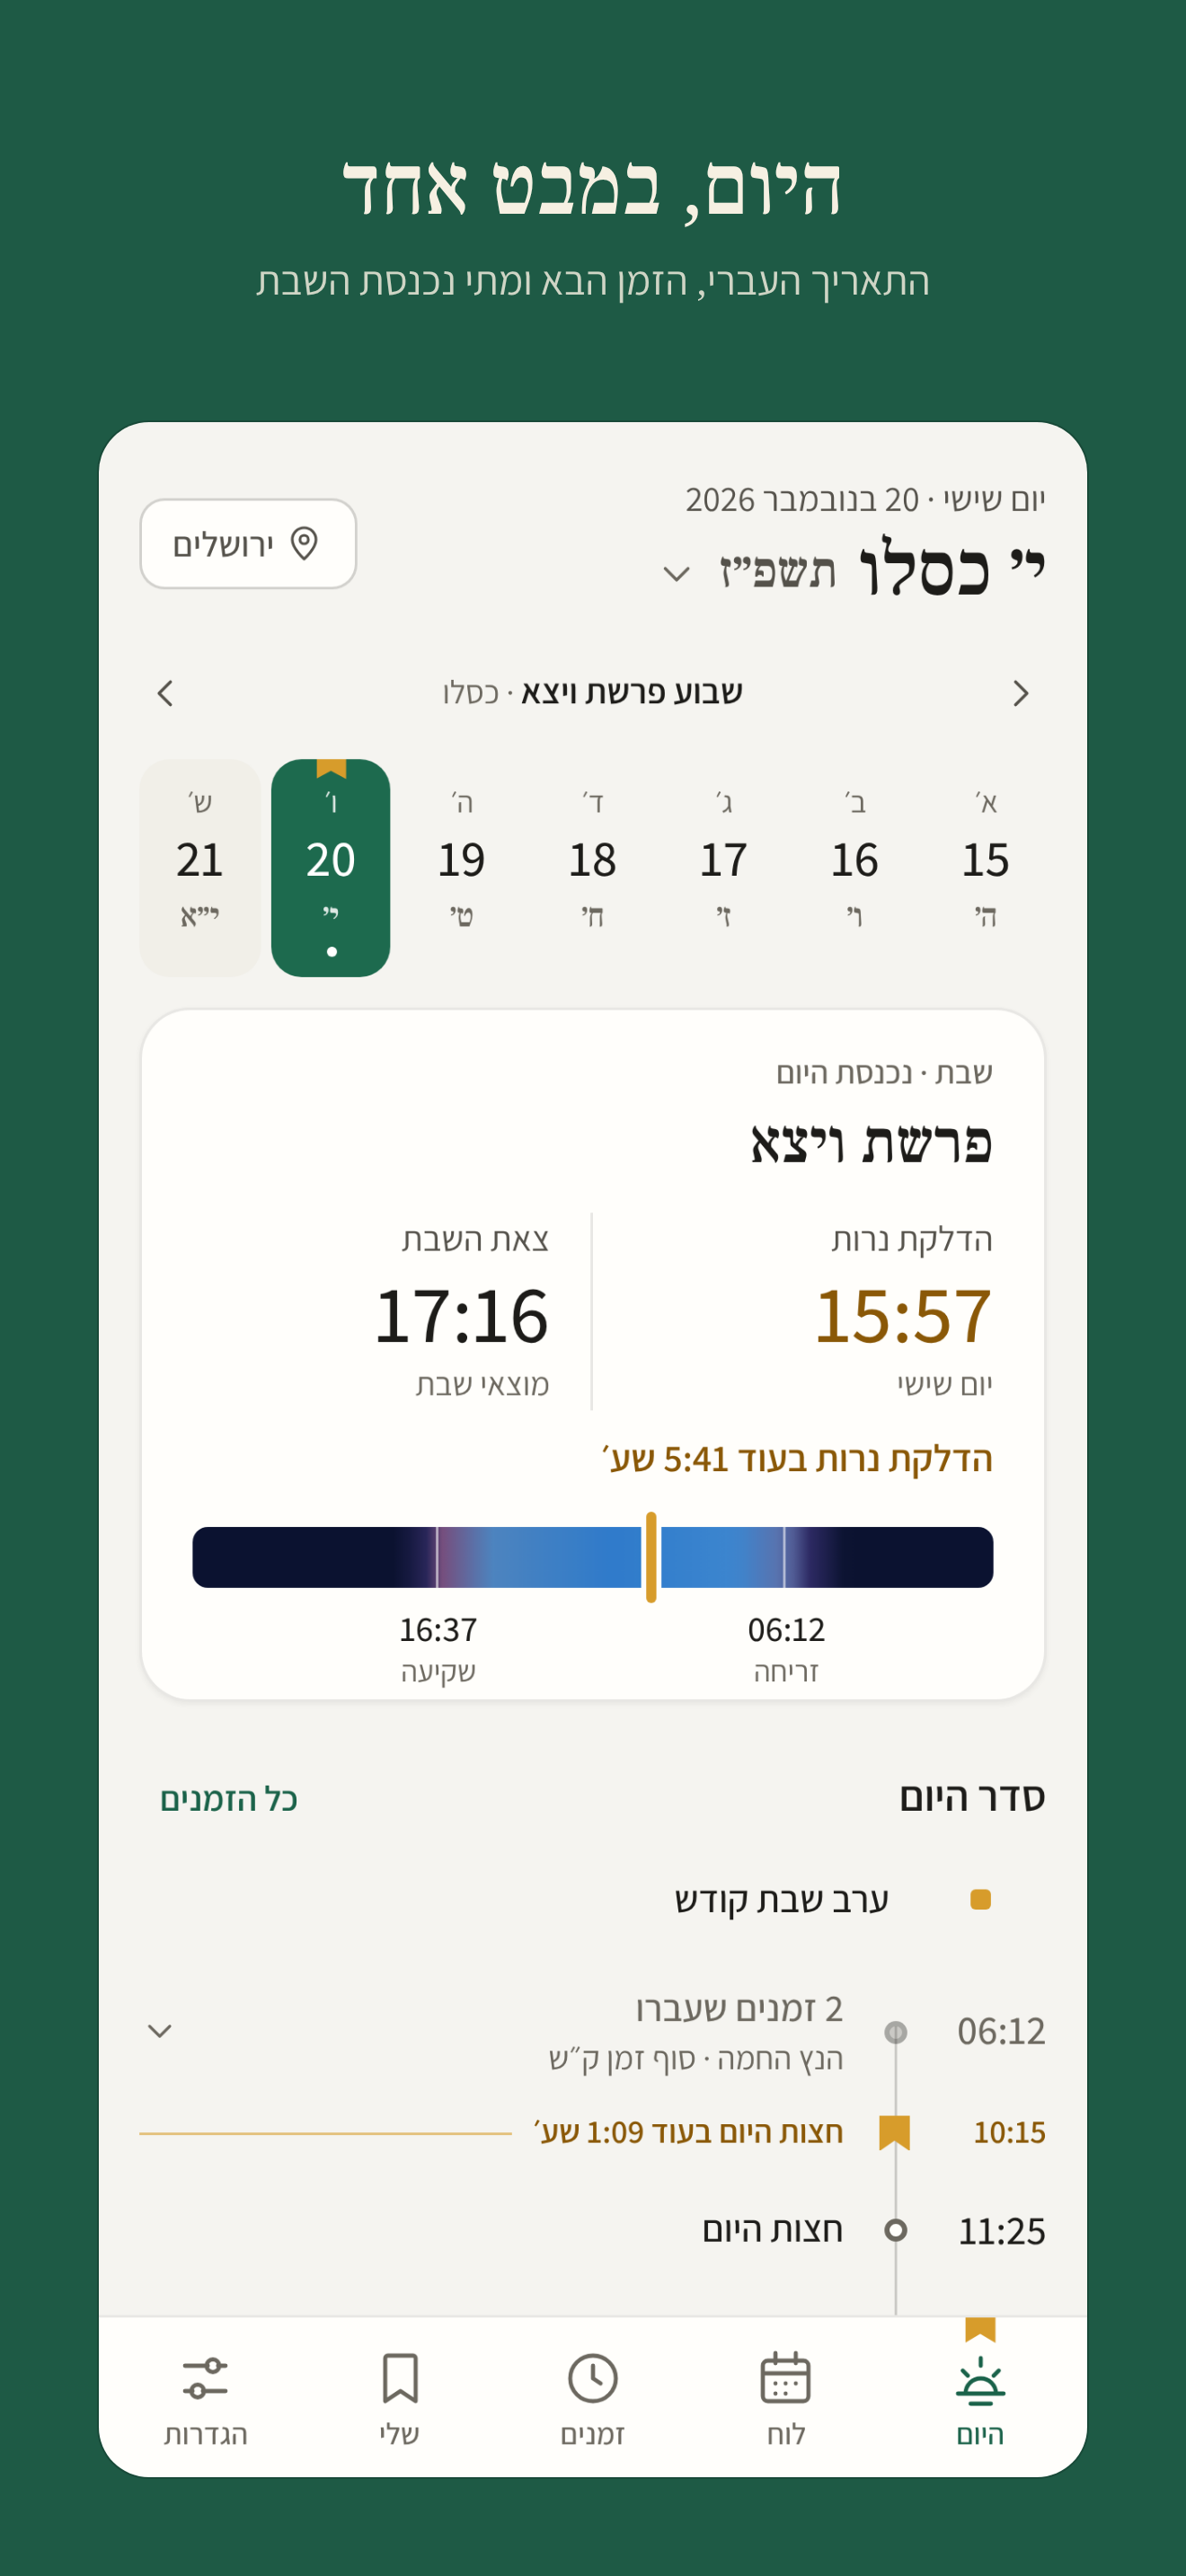 היום, במבט אחד
התאריך העברי, הזמן הבא ומתי נכנסת השבת
יום שישי · 20 בנובמבר 2026
י׳ כסלו תשפ״ז
ירושלים
שבוע פרשת ויצא · כסלו
א׳ ב׳ ג׳ ד׳ ה׳ ו׳ ש׳
15 16 17 18 19 20 21
ה׳ ו׳ ז׳ ח׳ ט׳ י׳ י״א
שבת · נכנסת היום
פרשת ויצא
הדלקת נרות צאת השבת
15:57 17:16
יום שישי מוצאי שבת
הדלקת נרות בעוד 5:41 שע׳
06:12 16:37
זריחה שקיעה
סדר היום כל הזמנים
ערב שבת קודש
06:12 2 זמנים שעברו
הנץ החמה · סוף זמן ק״ש
10:15 חצות היום בעוד 1:09 שע׳
11:25 חצות היום
היום לוח זמנים שלי הגדרות